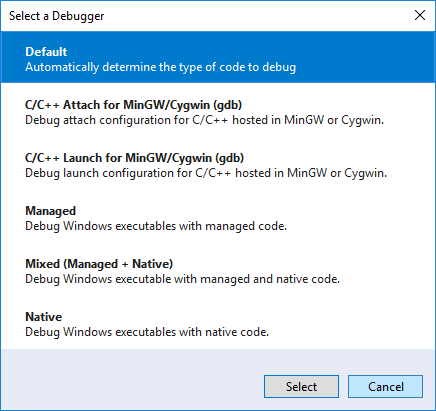 Select a Debugger
Default
Automatically determine the type of code to debug
C/C++ Attach for MinGW/Cygwin (gdb)
Debug attach configuration for C/C++ hosted in MinGW or Cygwin.
C/C++ Launch for MinGW/Cygwin (gdb)
Debug launch configuration for C/C++ hosted in MinGW or Cygwin.
Managed
Debug Windows executables with managed code.
Mixed (Managed + Native)
Debug Windows executable with managed and native code.
Native
Debug Windows executables with native code.
Select
Cancel